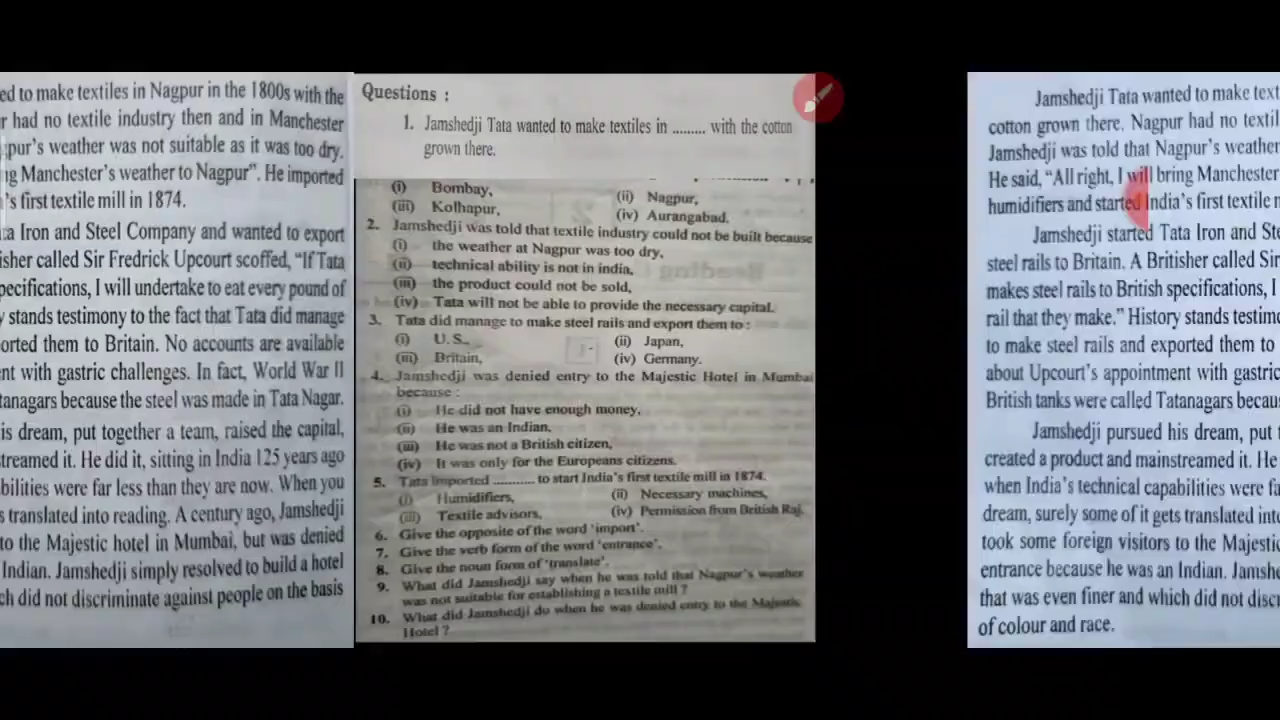 ed to make textiles in Nagpur in the 1800s with the
r had no textile industry then and in Manchester
pur's weather was not suitable as it was too dry.
ng Manchester's weather to Nagpur". He imported
's first textile mill in 1874.
a Iron and Steel Company and wanted to export
isher called Sir Fredrick Upcourt scoffed, "If Tata
pecifications, I will undertake to eat every pound of
y stands testimony to the fact that Tata did manage
orted them to Britain. No accounts are available
nt with gastric challenges. In fact, World War II
tanagars because the steel was made in Tata Nagar.
is dream, put together a team, raised the capital,
streamed it. He did it, sitting in India 125 years ago
bilities were far less than they are now. When you
s translated into reading. A century ago, Jamshedji
to the Majestic hotel in Mumbai, but was denied
Indian. Jamshedji simply resolved to build a hotel
ch did not discriminate against people on the basis
Questions :
1. Jamshedji Tata wanted to make textiles in ......... with the cotton
grown there.
(i) Bombay, (ii) Nagpur,
(iii) Kolhapur, (iv) Aurangabad.
2. Jamshedji was told that textile industry could not be built because
(i) the weather at Nagpur was too dry,
(ii) technical ability is not in india,
(iii) the product could not be sold,
(iv) Tata will not be able to provide the necessary capital.
3. Tata did manage to make steel rails and export them to :
(i) U.S., (ii) Japan,
(iii) Britain, (iv) Germany.
4. Jamshedji was denied entry to the Majestic Hotel in Mumbai
because :
(i) He did not have enough money,
(ii) He was an Indian,
(iii) He was not a British citizen,
(iv) It was only for the Europeans citizens.
5. Tata imported .......... to start India's first textile mill in 1874.
(i) Humidifiers, (ii) Necessary machines,
(iii) Textile advisors, (iv) Permission from British Raj.
6. Give the opposite of the word 'import'.
7. Give the verb form of the word 'entrance'.
8. Give the noun form of 'translate'.
9. What did Jamshedji say when he was told that Nagpur's weather
was not suitable for establishing a textile mill ?
10. What did Jamshedji do when he was denied entry to the Majestic
Hotel ?
Jamshedji Tata wanted to make text
cotton grown there. Nagpur had no textil
Jamshedji was told that Nagpur's weather
He said, "All right, I will bring Manchester
humidifiers and started India's first textile m
Jamshedji started Tata Iron and Ste
steel rails to Britain. A Britisher called Sir
makes steel rails to British specifications, I
rail that they make." History stands testimo
to make steel rails and exported them to
about Upcourt's appointment with gastric
British tanks were called Tatanagars becaus
Jamshedji pursued his dream, put t
created a product and mainstreamed it. He
when India's technical capabilities were fa
dream, surely some of it gets translated into
took some foreign visitors to the Majestic
entrance because he was an Indian. Jamshe
that was even finer and which did not discr
of colour and race.